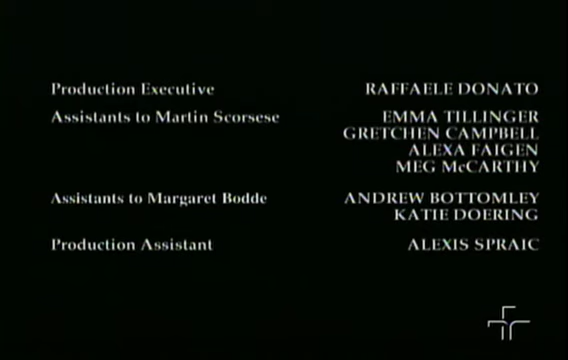 Production Executive RAFFAELE DONATO
Assistants to Martin Scorsese EMMA TILLINGER
GRETCHEN CAMPBELL
ALEXA FAIGEN
MEG McCARTHY
Assistants to Margaret Bodde ANDREW BOTTOMLEY
KATIE DOERING
Production Assistant ALEXIS SPRAIC